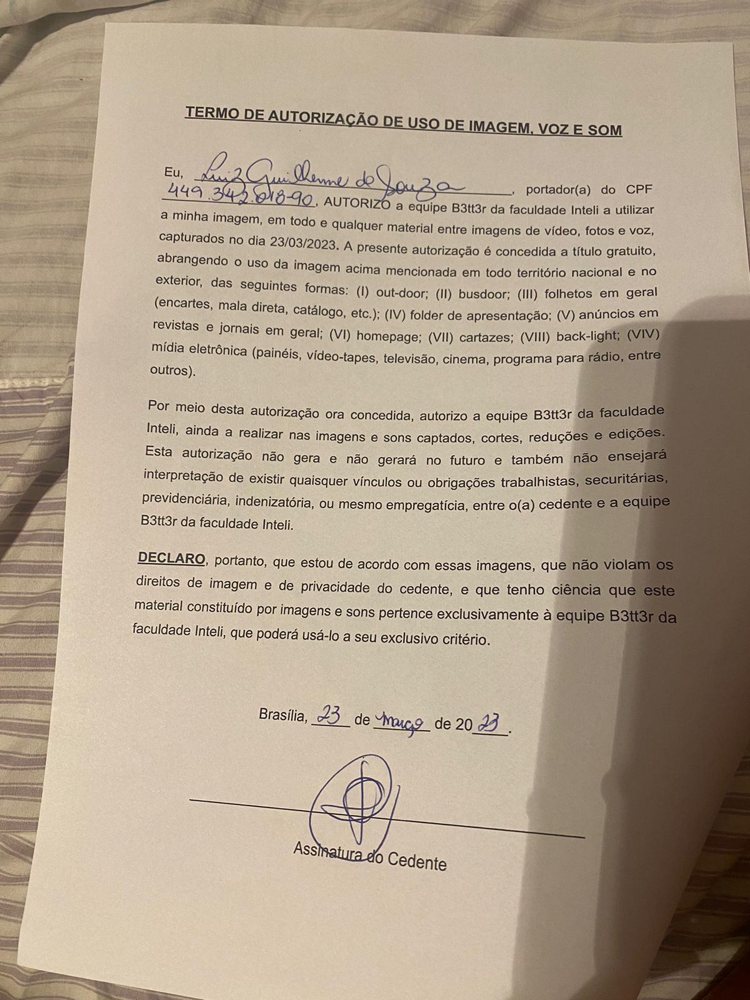 TERMO DE AUTORIZAÇÃO DE USO DE IMAGEM, VOZ E SOM
Eu, Luiz Guilherme de Souza, portador(a) do CPF
449.342.818-90, AUTORIZO a equipe B3tt3r da faculdade Inteli a utilizar
a minha imagem, em todo e qualquer material entre imagens de vídeo, fotos e voz,
capturados no dia 23/03/2023. A presente autorização é concedida a título gratuito,
abrangendo o uso da imagem acima mencionada em todo território nacional e no
exterior, das seguintes formas: (I) out-door; (II) busdoor; (III) folhetos em geral
(encartes, mala direta, catálogo, etc.); (IV) folder de apresentação; (V) anúncios em
revistas e jornais em geral; (VI) homepage; (VII) cartazes; (VIII) back-light; (VIV)
mídia eletrônica (painéis, vídeo-tapes, televisão, cinema, programa para rádio, entre
outros).
Por meio desta autorização ora concedida, autorizo a equipe B3tt3r da faculdade
Inteli, ainda a realizar nas imagens e sons captados, cortes, reduções e edições.
Esta autorização não gera e não gerará no futuro e também não ensejará
interpretação de existir quaisquer vínculos ou obrigações trabalhistas, securitárias,
previdenciária, indenizatória, ou mesmo empregatícia, entre o(a) cedente e a equipe
B3tt3r da faculdade Inteli.
DECLARO, portanto, que estou de acordo com essas imagens, que não violam os
direitos de imagem e de privacidade do cedente, e que tenho ciência que este
material constituído por imagens e sons pertence exclusivamente à equipe B3tt3r da
faculdade Inteli, que poderá usá-lo a seu exclusivo critério.
Brasília, 23 de março de 2023.
Assinatura do Cedente